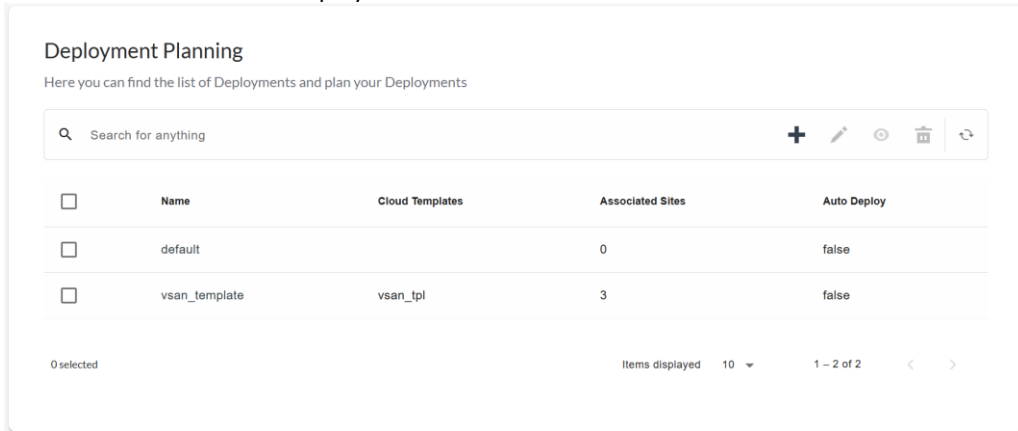 Deployment Planning
Here you can find the list of Deployments and plan your Deployments
Search for anything
Name Cloud Templates Associated Sites Auto Deploy
default 0 false
vsan_template vsan_tpl 3 false
0 selected Items displayed 10 1 – 2 of 2